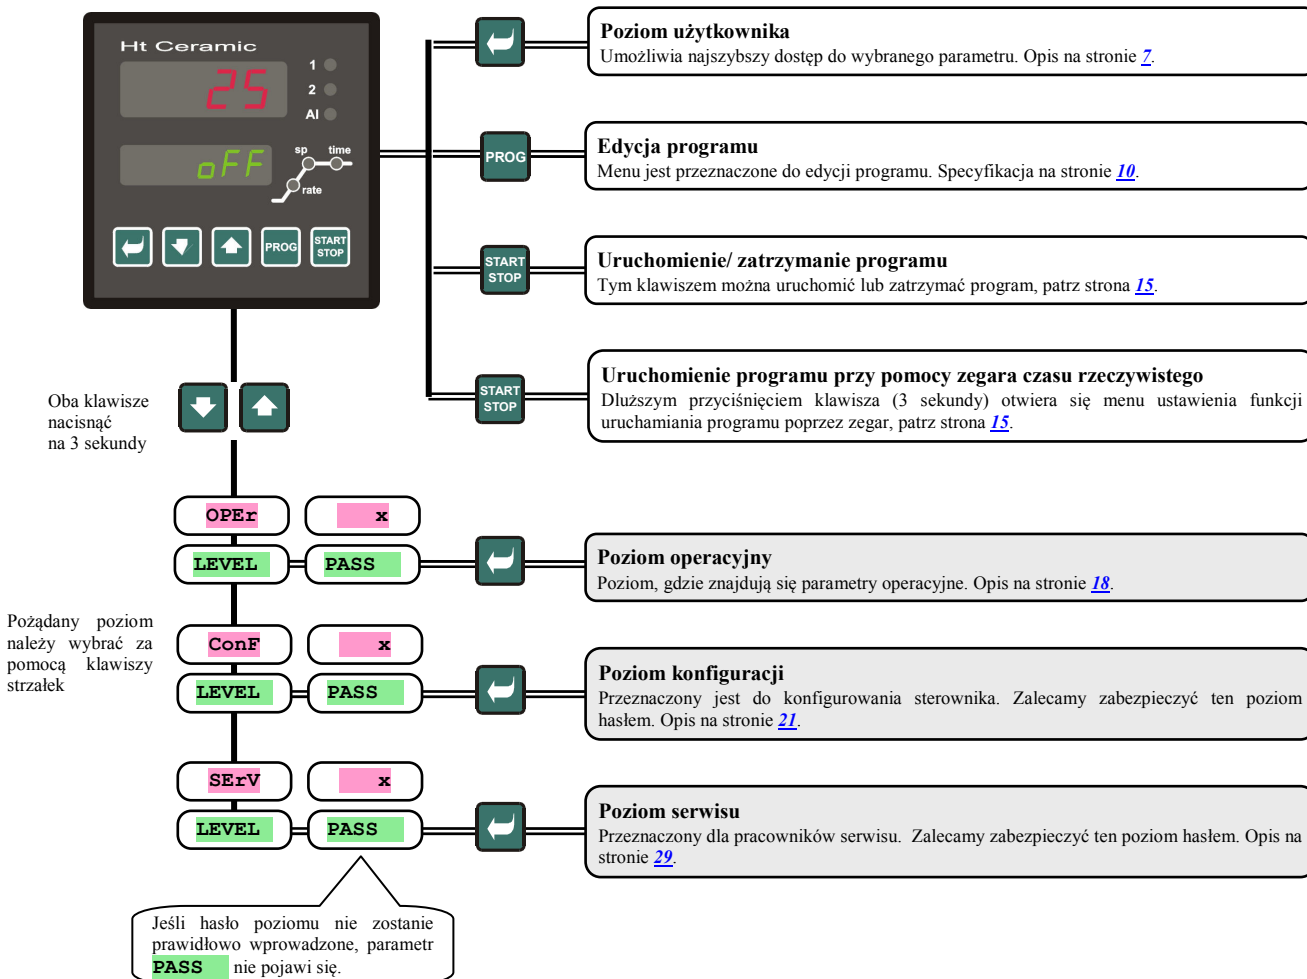 Ht Ceramic
25
1
2
AI
oFF
sp time
rate
PROG
START
STOP
Poziom użytkownika
Umożliwia najszybszy dostęp do wybranego parametru. Opis na stronie 7.
PROG
Edycja programu
Menu jest przeznaczone do edycji programu. Specyfikacja na stronie 10.
START
STOP
Uruchomienie/ zatrzymanie programu
Tym klawiszem można uruchomić lub zatrzymać program, patrz strona 15.
START
STOP
Uruchomienie programu przy pomocy zegara czasu rzeczywistego
Dluższym przyciśnięciem klawisza (3 sekundy) otwiera się menu ustawienia funkcji
uruchamiania programu poprzez zegar, patrz strona 15.
Oba klawisze
nacisnąć
na 3 sekundy
OPEr x
LEVEL PASS
Poziom operacyjny
Poziom, gdzie znajdują się parametry operacyjne. Opis na stronie 18.
Pożądany poziom
należy wybrać za
pomocą klawiszy
strzałek
ConF x
LEVEL PASS
Poziom konfiguracji
Przeznaczony jest do konfigurowania sterownika. Zalecamy zabezpieczyć ten poziom
hasłem. Opis na stronie 21.
SErV x
LEVEL PASS
Poziom serwisu
Przeznaczony dla pracowników serwisu. Zalecamy zabezpieczyć ten poziom hasłem. Opis na
stronie 29.
Jeśli hasło poziomu nie zostanie
prawidłowo wprowadzone, parametr
PASS nie pojawi się.